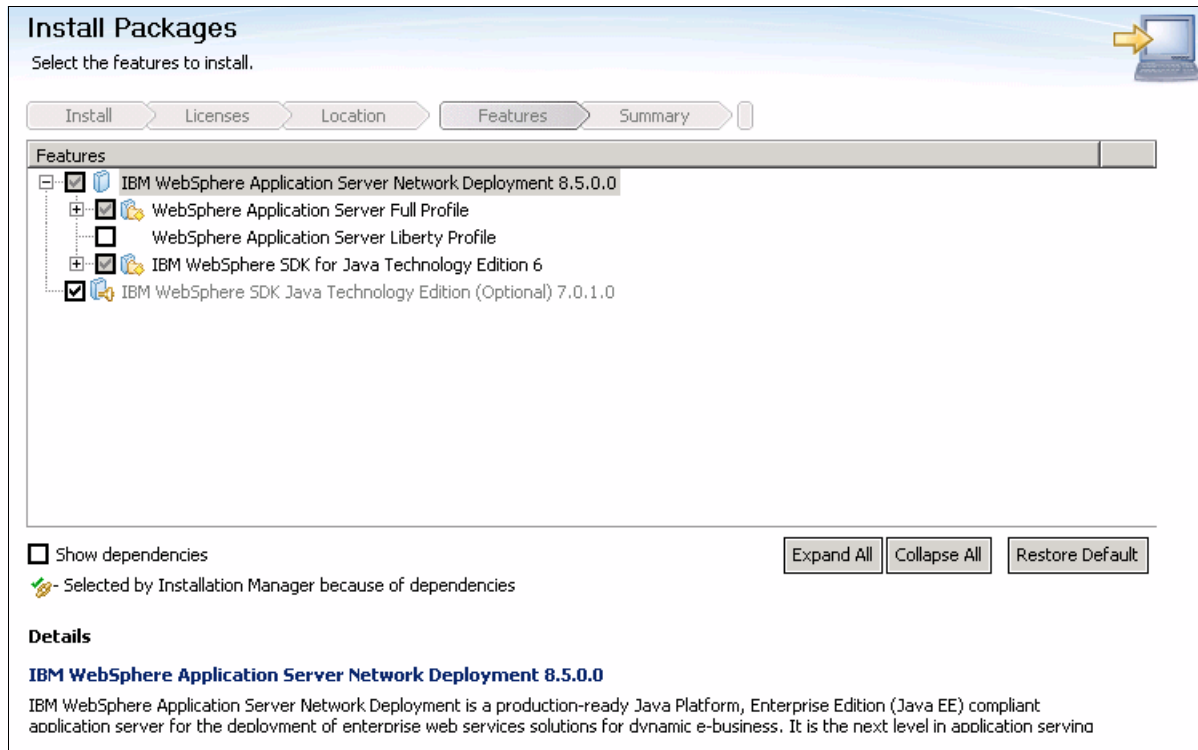 Install Packages
Select the features to install.
Install Licenses Location Features Summary
Features
IBM WebSphere Application Server Network Deployment 8.5.0.0
WebSphere Application Server Full Profile
WebSphere Application Server Liberty Profile
IBM WebSphere SDK for Java Technology Edition 6
IBM WebSphere SDK Java Technology Edition (Optional) 7.0.1.0
Show dependencies Expand All Collapse All Restore Default
- Selected by Installation Manager because of dependencies
Details
IBM WebSphere Application Server Network Deployment 8.5.0.0
IBM WebSphere Application Server Network Deployment is a production-ready Java Platform, Enterprise Edition (Java EE) compliant
application server for the deployment of enterprise web services solutions for dynamic e-business. It is the next level in application serving